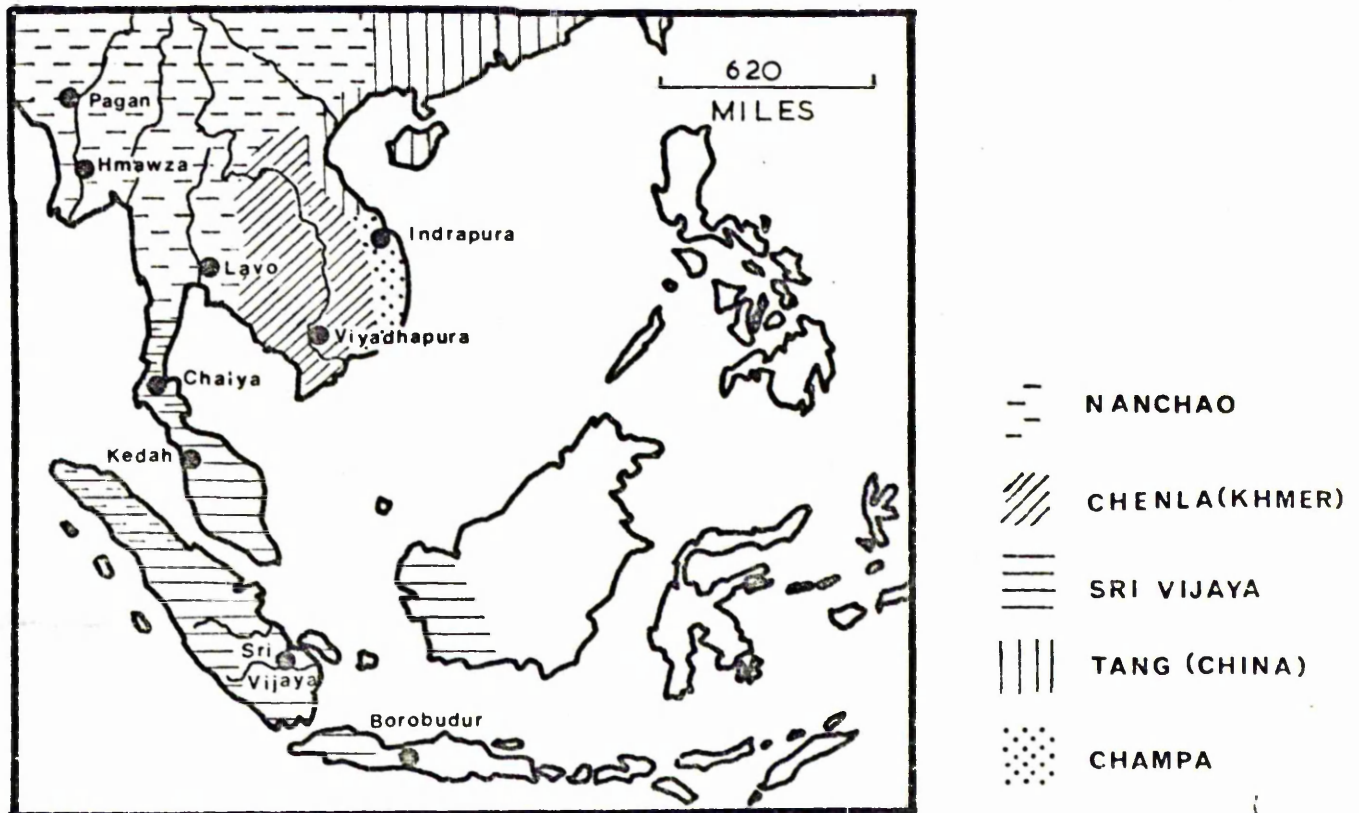 620
MILES
Pagan
Hmawza
Indrapura
Lavo
Viyadhapura
Chaiya
Kedah
Sri
Vijaya
Borobudur
NANCHAO
CHENLA(KHMER)
SRI VIJAYA
TANG (CHINA)
CHAMPA